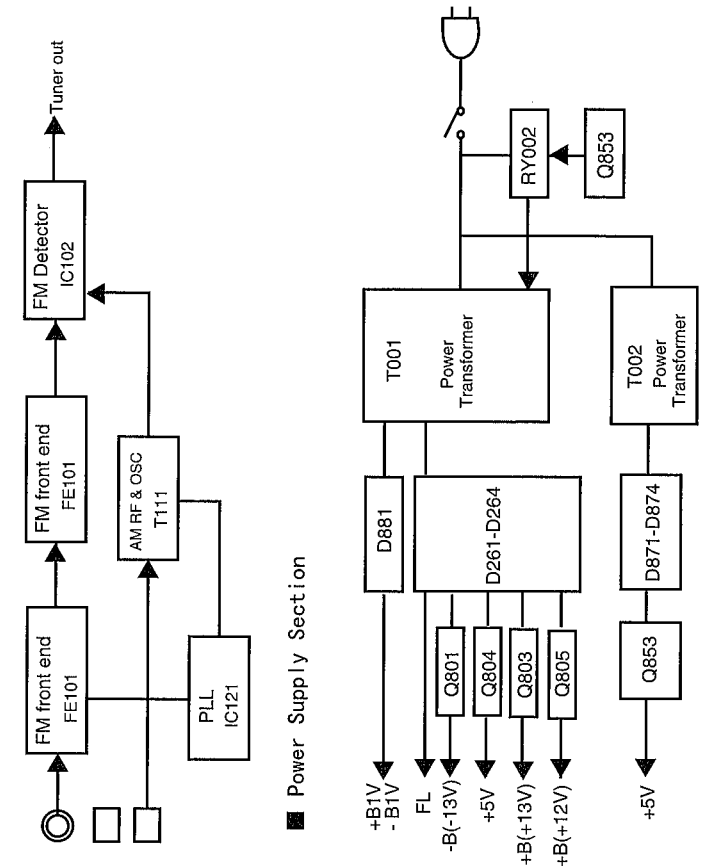 FM front end
FE101
FM front end
FE101
FM Detector
IC102
Tuner out
AM RF & OSC
T111
PLL
IC121
■ Power Supply Section
+B1V
- B1V
D881
T001
Power
Transformer
FL
D261-D264
-B(-13V)
Q801
+5V
Q804
+B(+13V)
Q803
+B(+12V)
Q805
RY002
Q853
+5V
Q853
D871-D874
T002
Power
Transformer